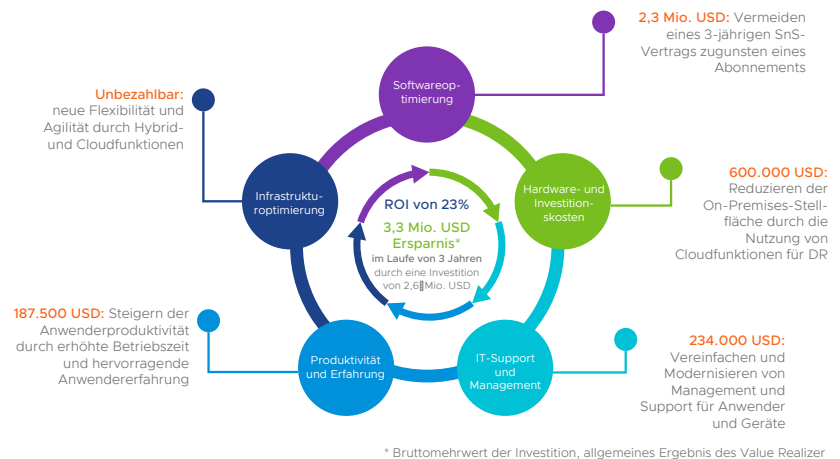 2,3 Mio. USD: Vermeiden
eines 3-jährigen SnS-
Vertrags zugunsten eines
Abonnements
Softwareop-
timierung
Unbezahlbar:
neue Flexibilität und
Agilität durch Hybrid-
und Cloudfunktionen
Infrastruktu-
roptimierung
ROI von 23%
3,3 Mio. USD
Ersparnis*
im Laufe von 3 Jahren
durch eine Investition
von 2,6 Mio. USD
Hardware- und
Investition-
skosten
600.000 USD:
Reduzieren der
On-Premises-Stell-
fläche durch die
Nutzung von
Cloudfunktionen für DR
187.500 USD: Steigern der
Anwenderproduktivität
durch erhöhte Betriebszeit
und hervorragende
Anwendererfahrung
Produktivität
und Erfahrung
IT-Support
und
Management
234.000 USD:
Vereinfachen und
Modernisieren von
Management und
Support für Anwender
und Geräte
* Bruttomehrwert der Investition, allgemeines Ergebnis des Value Realizer